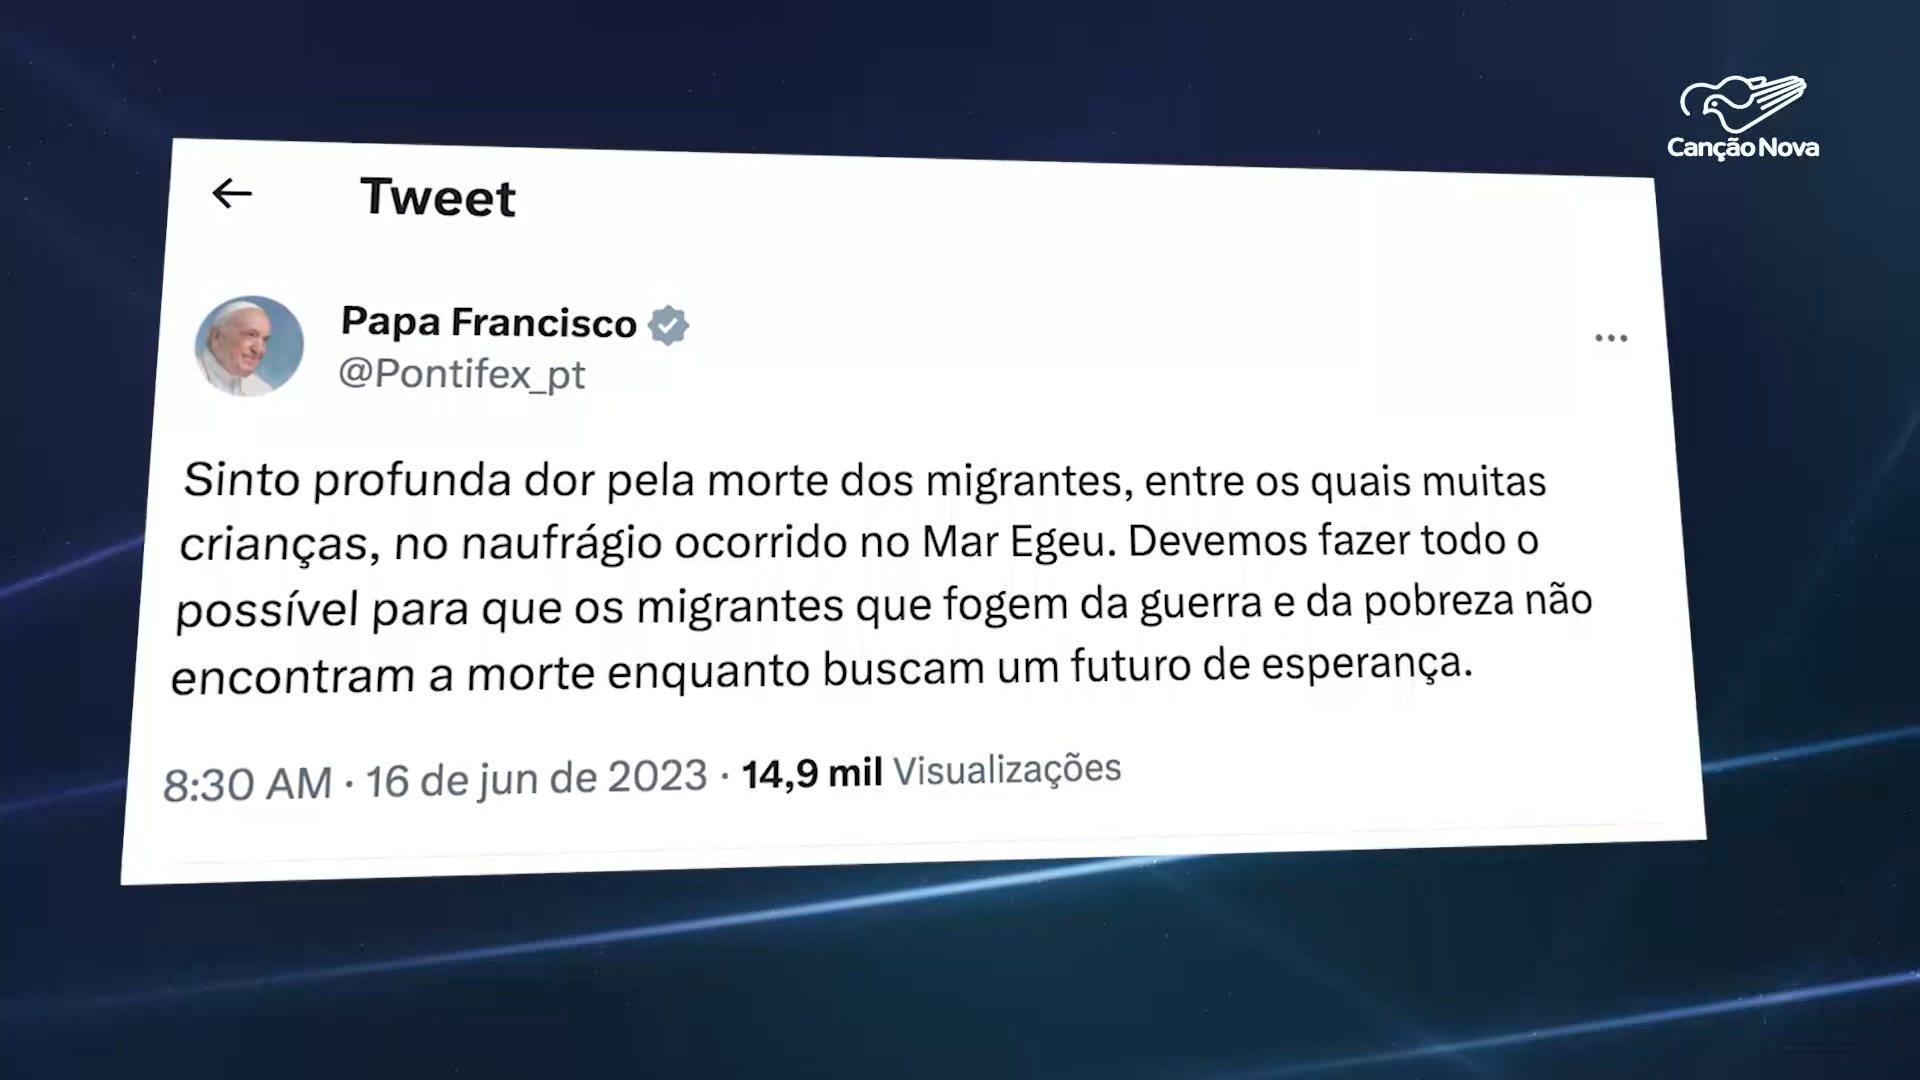 Canção Nova
Tweet
Papa Francisco
@Pontifex_pt
Sinto profunda dor pela morte dos migrantes, entre os quais muitas
crianças, no naufrágio ocorrido no Mar Egeu. Devemos fazer todo o
possível para que os migrantes que fogem da guerra e da pobreza não
encontram a morte enquanto buscam um futuro de esperança.
8:30 AM · 16 de jun de 2023 · 14,9 mil Visualizações